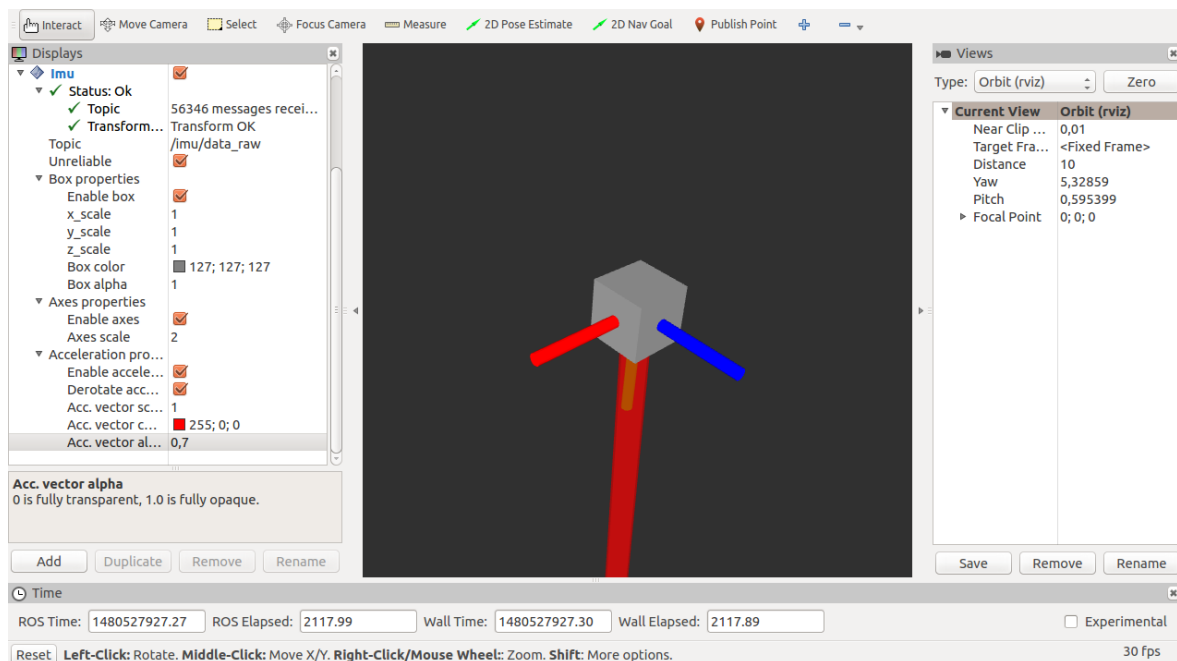 Interact Move Camera Select Focus Camera Measure 2D Pose Estimate 2D Nav Goal Publish Point
Displays
Imu
Status: Ok
Topic 56346 messages recei...
Transform... Transform OK
Topic /imu/data_raw
Unreliable
Box properties
Enable box
x_scale 1
y_scale 1
z_scale 1
Box color 127; 127; 127
Box alpha 1
Axes properties
Enable axes
Axes scale 2
Acceleration pro...
Enable accele...
Derotate acc...
Acc. vector sc... 1
Acc. vector c... 255; 0; 0
Acc. vector al... 0,7
Acc. vector alpha
0 is fully transparent, 1.0 is fully opaque.
Add Duplicate Remove Rename
Views
Type: Orbit (rviz) Zero
Current View Orbit (rviz)
Near Clip ... 0,01
Target Fra... <Fixed Frame>
Distance 10
Yaw 5,32859
Pitch 0,595399
Focal Point 0; 0; 0
Save Remove Rename
Time
ROS Time: 1480527927.27 ROS Elapsed: 2117.99 Wall Time: 1480527927.30 Wall Elapsed: 2117.89 Experimental
Reset Left-Click: Rotate. Middle-Click: Move X/Y. Right-Click/Mouse Wheel:: Zoom. Shift: More options. 30 fps